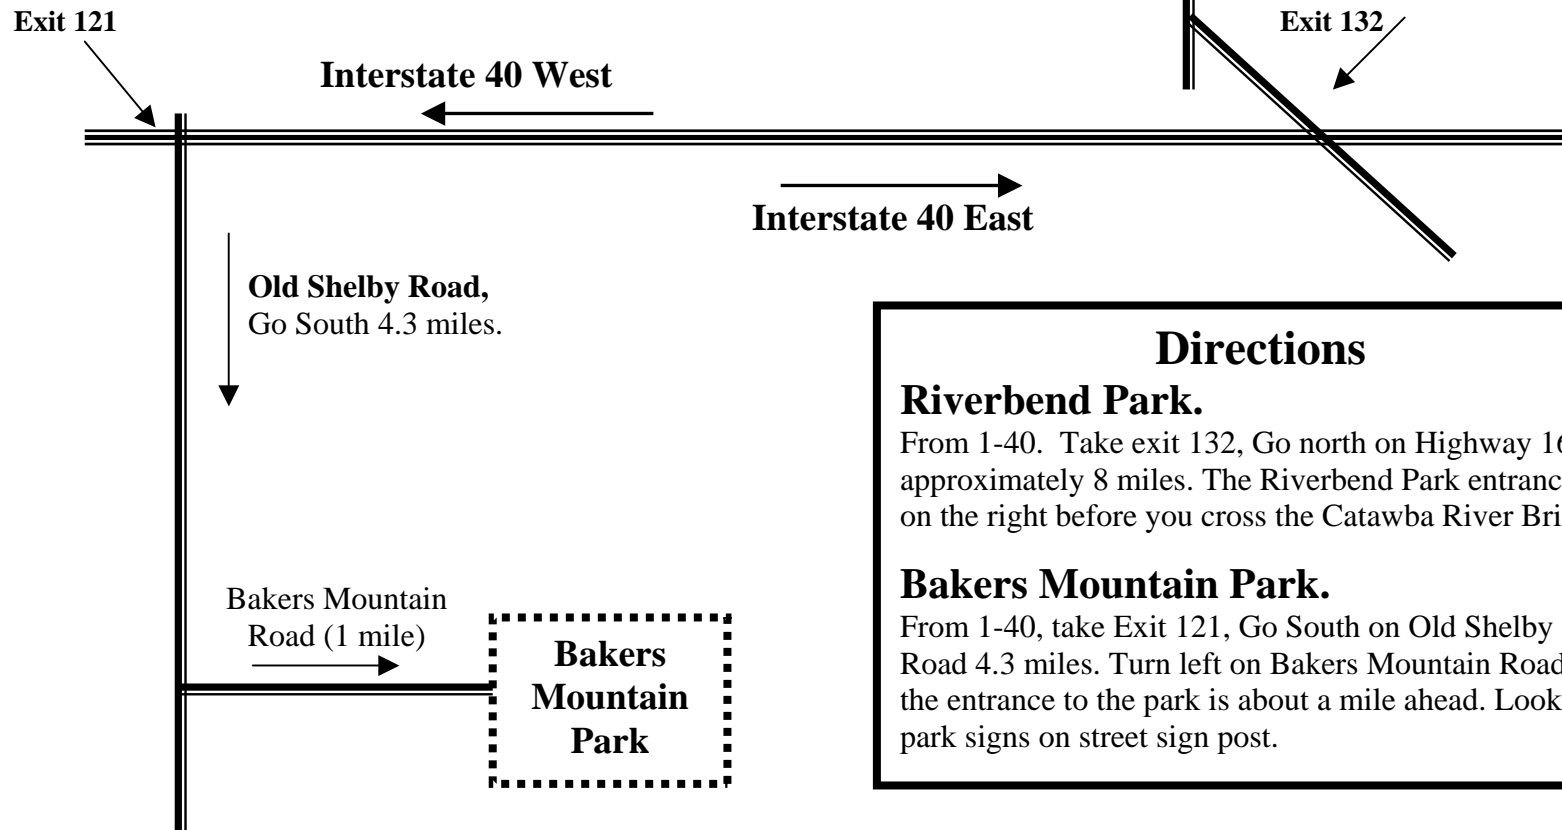 Exit 121
Exit 132
Interstate 40 West
Interstate 40 East
Old Shelby Road,
Go South 4.3 miles.
Bakers Mountain
Road (1 mile)
Bakers
Mountain
Park
Directions
Riverbend Park.
From 1-40.  Take exit 132, Go north on Highway
approximately 8 miles. The Riverbend Park
on the right before you cross the Catawba River
Bakers Mountain Park.
From 1-40, take Exit 121, Go South on Old Shelby
Road 4.3 miles. Turn left on Bakers Mountain Road
the entrance to the park is about a mile ahead. Look
park signs on street sign post.